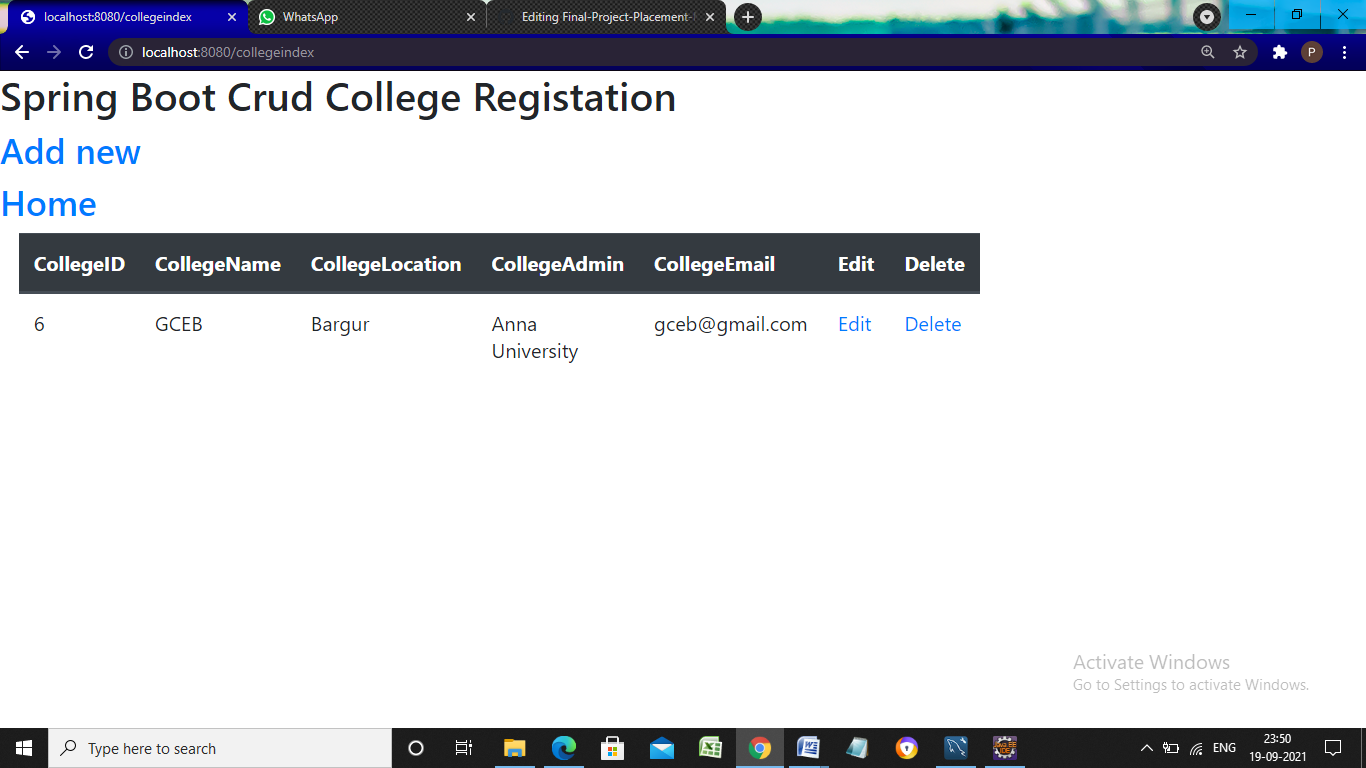 localhost:8080/collegeindex
WhatsApp
Editing Final-Project-Placement-
P
localhost:8080/collegeindex
Spring Boot Crud College Registation
Add new
Home
CollegeID CollegeName CollegeLocation CollegeAdmin CollegeEmail Edit Delete
6 GCEB Bargur Anna University gceb@gmail.com Edit Delete
Activate Windows
Go to Settings to activate Windows.
Type here to search
ENG
23:50
19-09-2021